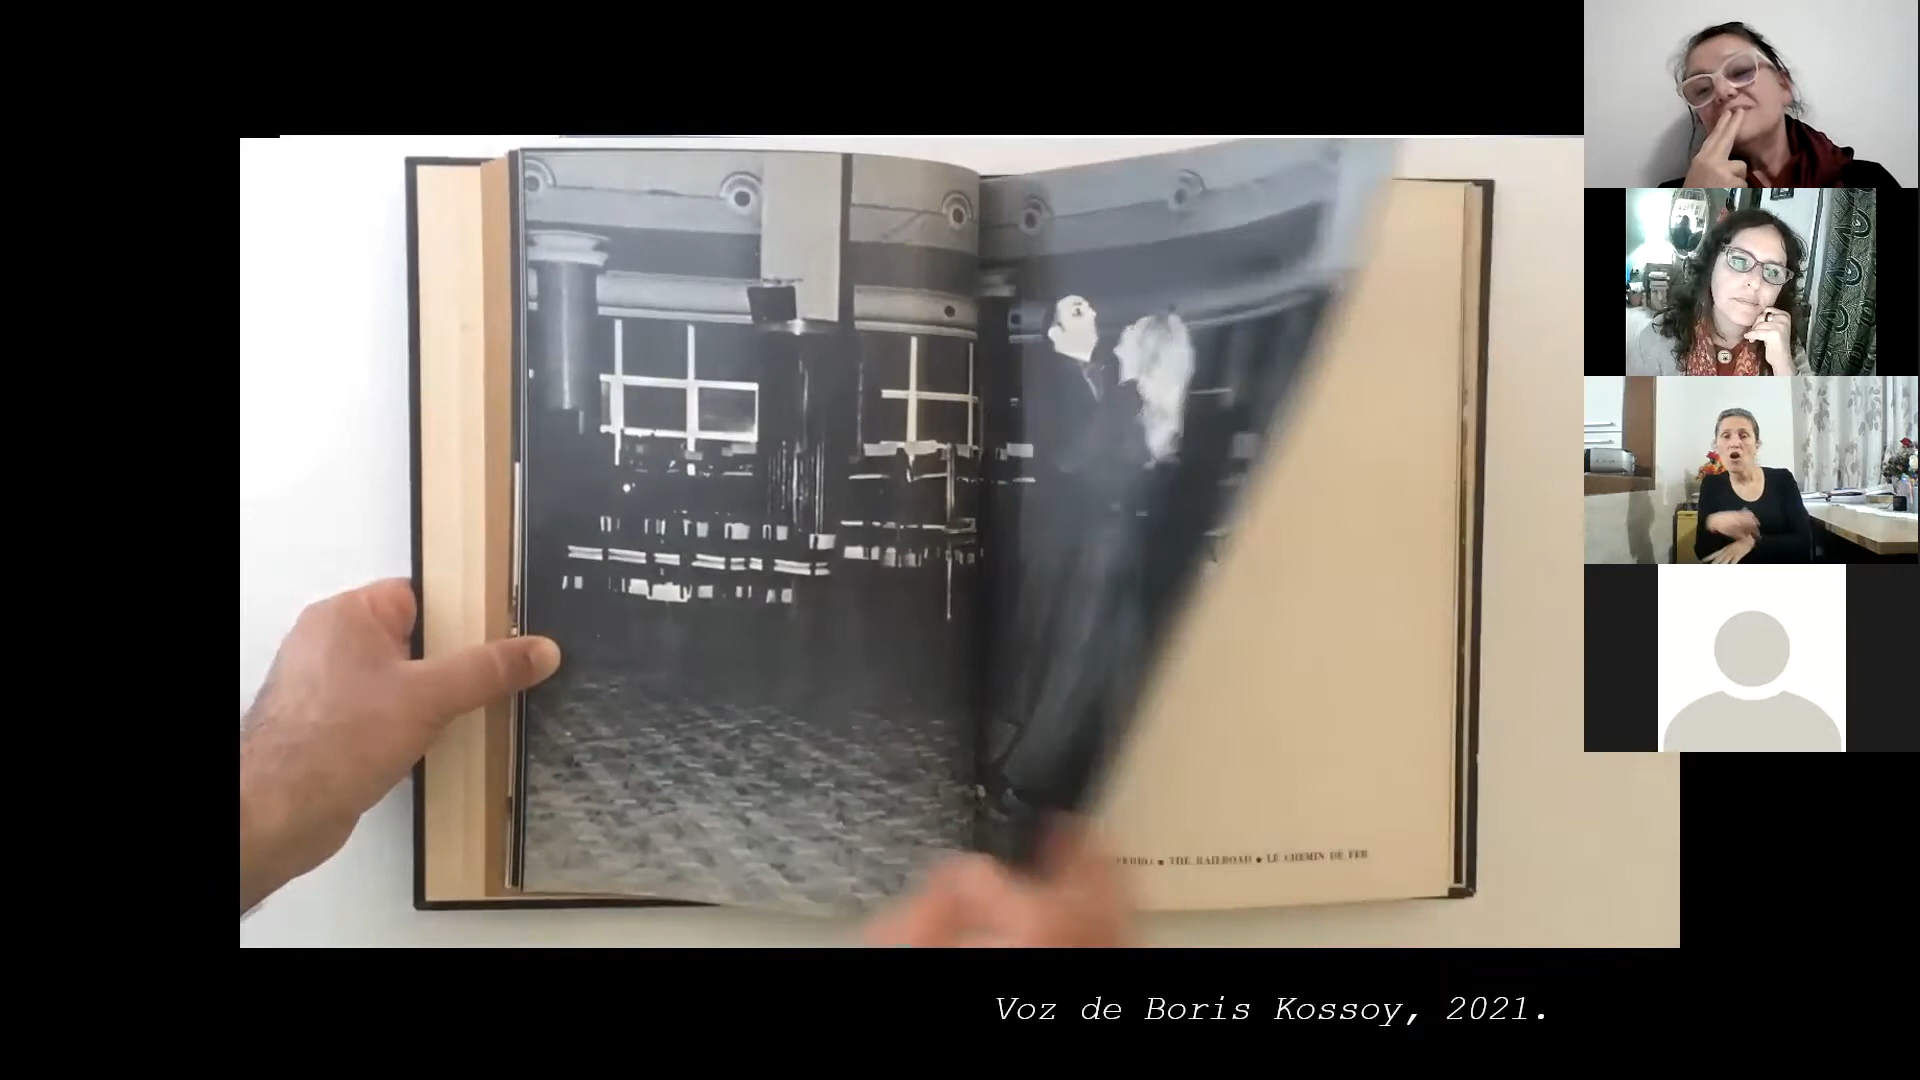 THE RAILROAD ● LE CHEMIN DE FER
Voz de Boris Kossoy, 2021.